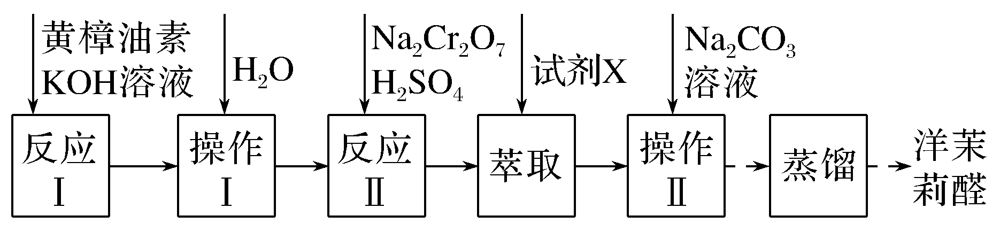 黄樟油素
KOH溶液
H₂O
Na₂Cr₂O₇
H₂SO₄
试剂X
Na₂CO₃
溶液
反应
Ⅰ
操作
Ⅰ
反应
Ⅱ
萃取
操作
Ⅱ
蒸馏
洋茉
莉醛